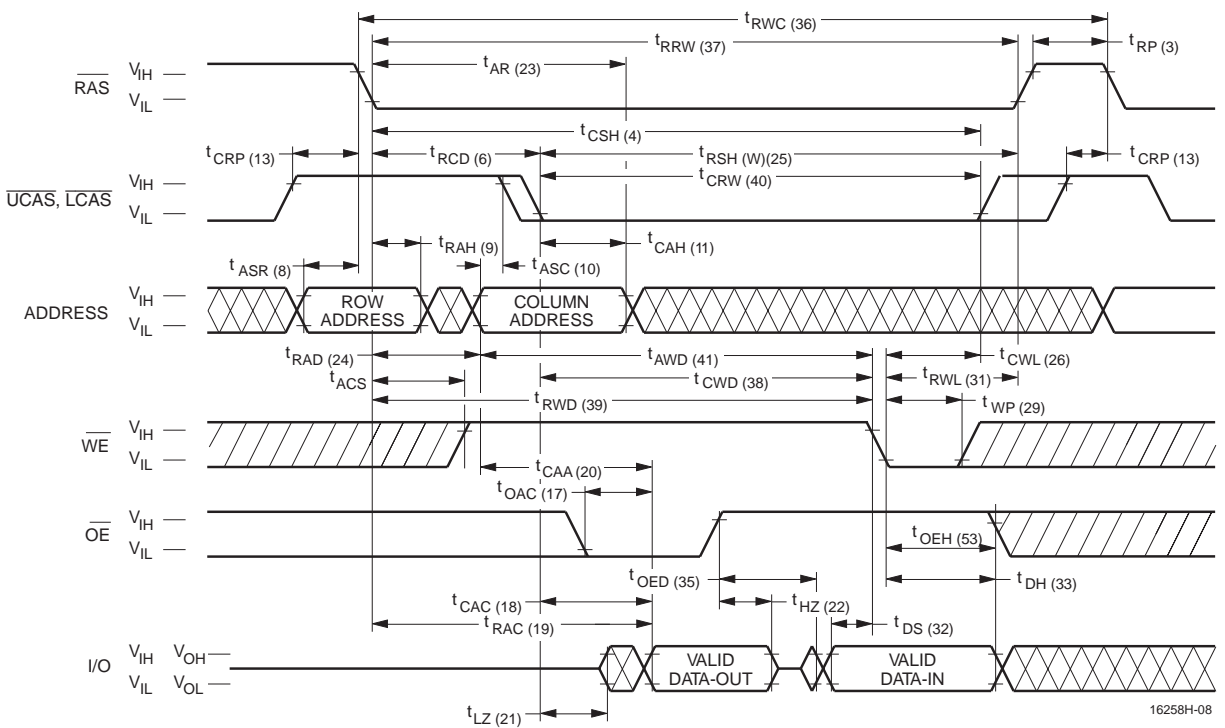 tRWC (36)
tRRW (37)
tRP (3)
tAR (23)
RAS
VIH
VIL
tCSH (4)
tCRP (13)
tRCD (6)
tRSH (W)(25)
tCRP (13)
tCRW (40)
UCAS, LCAS
VIH
VIL
tRAH (9)
tCAH (11)
tASR (8)
tASC (10)
ADDRESS
VIH
VIL
ROW
ADDRESS
COLUMN
ADDRESS
tRAD (24)
tAWD (41)
tCWL (26)
tACS
tCWD (38)
tRWL (31)
tRWD (39)
tWP (29)
WE
VIH
VIL
tCAA (20)
tOAC (17)
OE
VIH
VIL
tOEH (53)
tOED (35)
tDH (33)
tCAC (18)
tHZ (22)
tRAC (19)
tDS (32)
I/O
VIH VOH
VIL VOL
VALID
DATA-OUT
VALID
DATA-IN
tLZ (21)
16258H-08